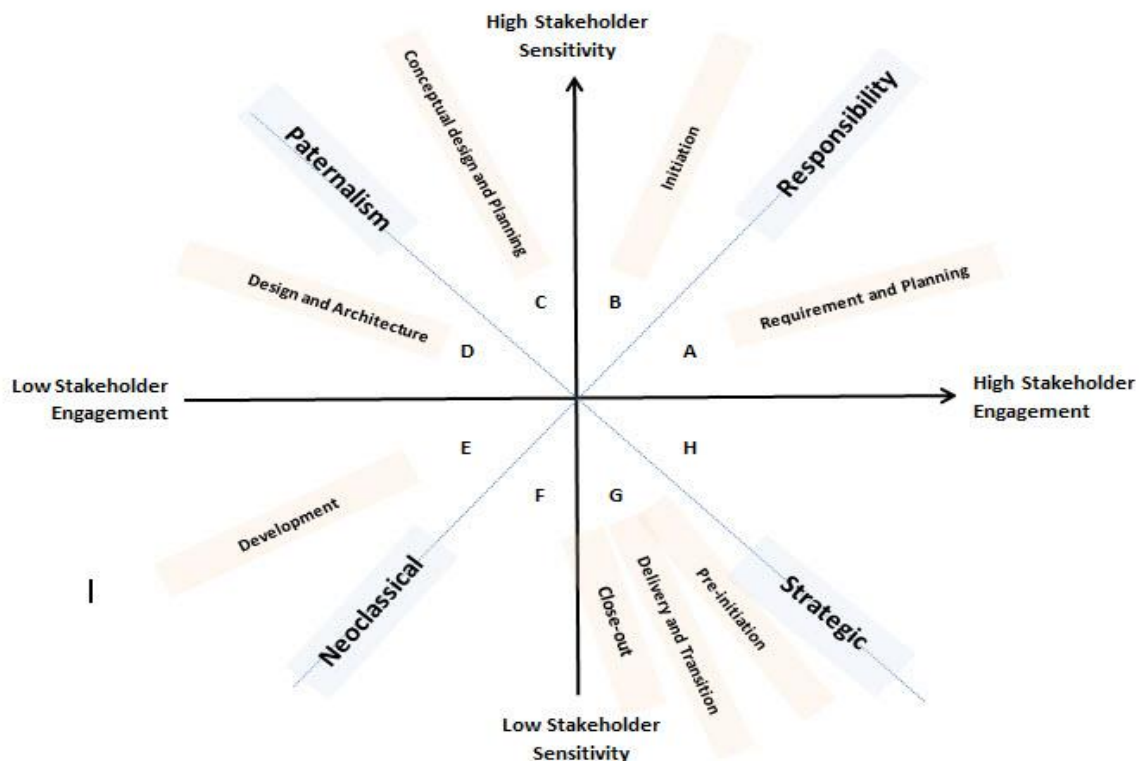 High Stakeholder
Sensitivity
Conceptual design and Planning
Initiation
Responsibility
Paternalism
Design and Architecture
Requirement and Planning
C
B
D
A
Low Stakeholder
Engagement
High Stakeholder
Engagement
E
H
F
G
Development
Neoclassical
Close-out
Delivery and Transition
Pre-initiation
Strategic
Low Stakeholder
Sensitivity